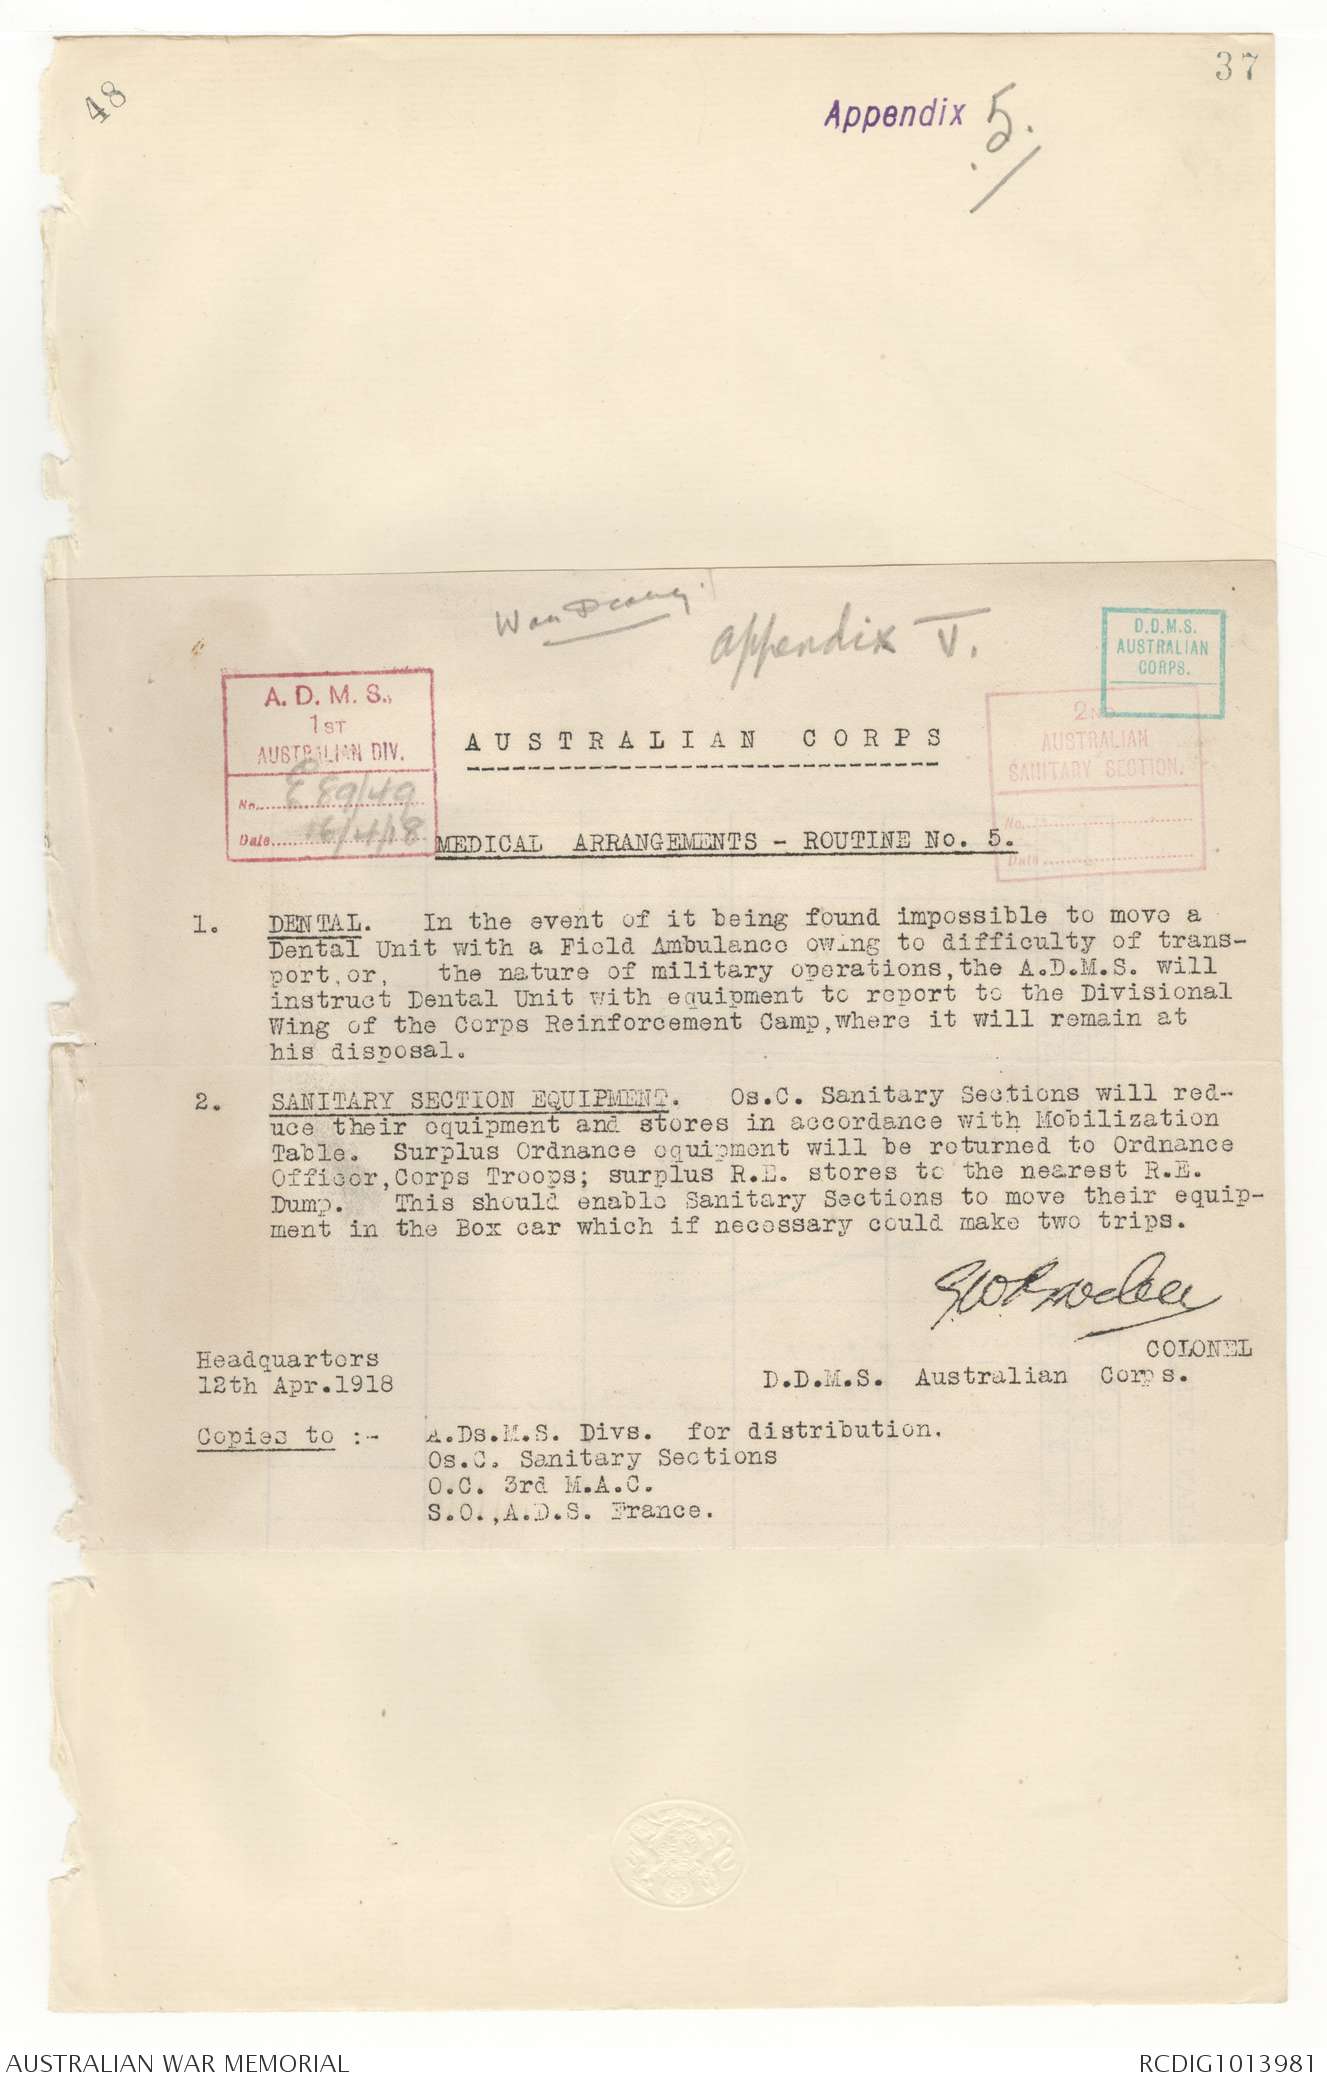 48
37
Appendix 5.
War Diary
Appendix V.
D.D.M.S.
AUSTRALIAN
CORPS.
A. D. M. S.,
1ST
AUSTRALIAN DIV.
No. E 89/49
Date 16/4/18
2ND
AUSTRALIAN
SANITARY SECTION.
No.
Date
AUSTRALIAN CORPS
MEDICAL ARRANGEMENTS - ROUTINE No. 5.
1. DENTAL. In the event of it being found impossible to move a
Dental Unit with a Field Ambulance owing to difficulty of trans-
port, or, the nature of military operations, the A.D.M.S. will
instruct Dental Unit with equipment to report to the Divisional
Wing of the Corps Reinforcement Camp, where it will remain at
his disposal.
2. SANITARY SECTION EQUIPMENT. Os.C. Sanitary Sections will red-
uce their equipment and stores in accordance with Mobilization
Table. Surplus Ordnance equipment will be returned to Ordnance
Officer, Corps Troops; surplus R.E. stores to the nearest R.E.
Dump. This should enable Sanitary Sections to move their equip-
ment in the Box car which if necessary could make two trips.
COLONEL
Headquarters
12th Apr. 1918
D.D.M.S. Australian Corps.
Copies to :- A.Ds.M.S. Divs. for distribution.
Os.C. Sanitary Sections
O.C. 3rd M.A.C.
S.O., A.D.S. France.
AUSTRALIAN WAR MEMORIAL
RCDIG1013981